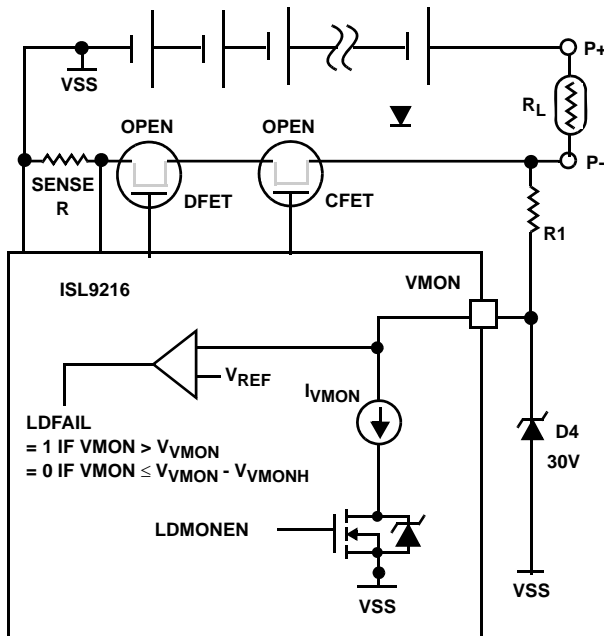 P+
VSS
RL
OPEN
OPEN
P-
SENSE
R
DFET
CFET
R1
ISL9216
VMON
VREF
IVMON
LDFAIL
= 1 IF VMON > VVMON
= 0 IF VMON ≤ VVMON - VVMONH
D4
30V
LDMONEN
VSS
VSS